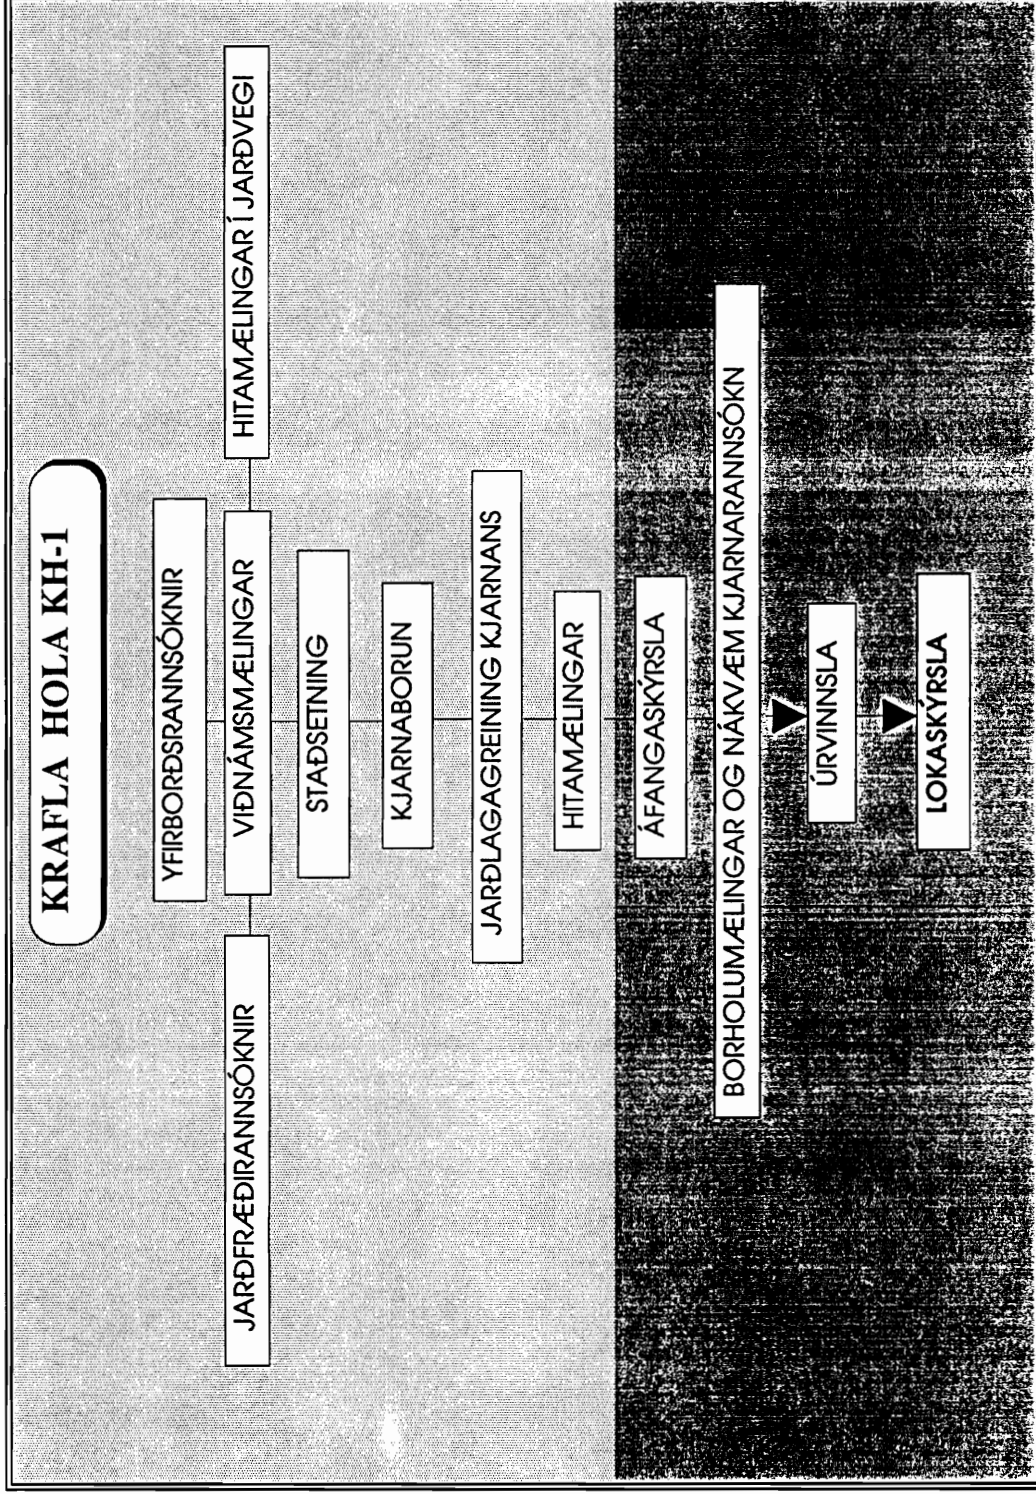 KRAFLA HOLA KH-1
YFIRBORÐSRANNSÓKNIR
JARÐFRÆÐIRANNSÓKNIR
VIÐNÁMSMÆLINGAR
HITAMÆLINGAR Í JARÐVEGI
STAÐSETNING
KJARNABORUN
JARÐLAGAGREINING KJARNANS
HITAMÆLINGAR
ÁFANGASKÝRSLA
BORHOLUMÆLINGAR OG NÁKVÆM KJARNARANNSÓKN
ÚRVINNSLA
LOKASKÝRSLA